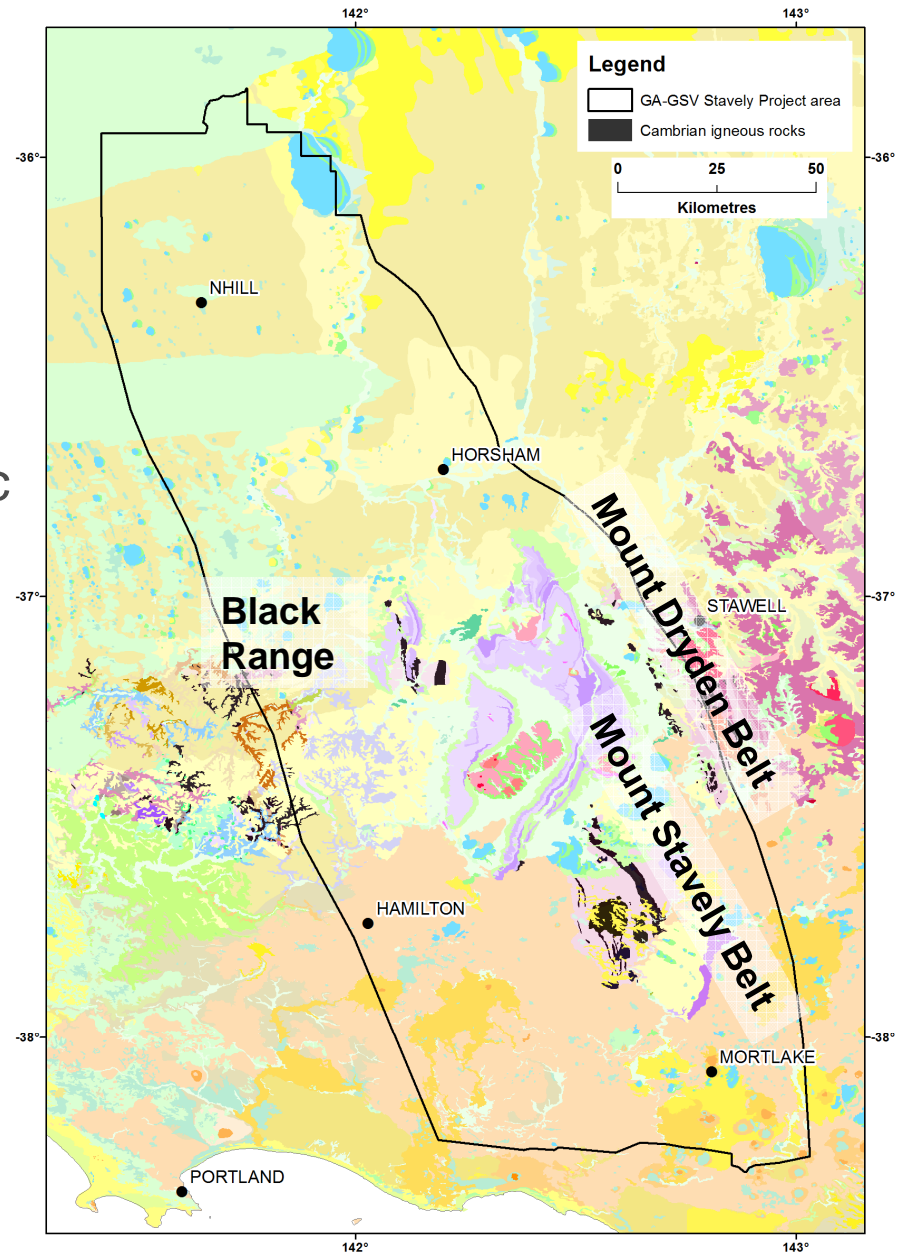 142°
143°
Legend
GA-GSV Stavely Project area
Cambrian igneous rocks
-36°
-36°
0
25
50
Kilometres
NHILL
C
HORSHAM
Mount Dryden Belt
-37°
-37°
STAWELL
Black
Range
Mount Stavely Belt
HAMILTON
-38°
-38°
MORTLAKE
PORTLAND
142°
143°